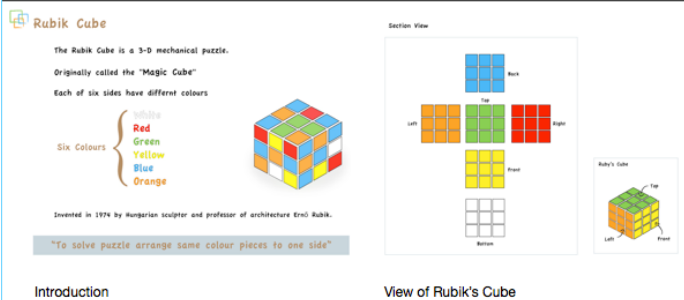 Rubik Cube
The Rubik Cube is a 3-D mechanical puzzle.
Originally called the "Magic Cube"
Each of six sides have differnt colours
Six Colours
White
Red
Green
Yellow
Blue
Orange
Invented in 1974 by Hungarian sculptor and professor of architecture Ernő Rubik.
"To solve puzzle arrange same colour pieces to one side"
Introduction
Section View
Back
Top
Left
Right
Front
Bottom
Ruby's Cube
Top
Left
Front
View of Rubik's Cube